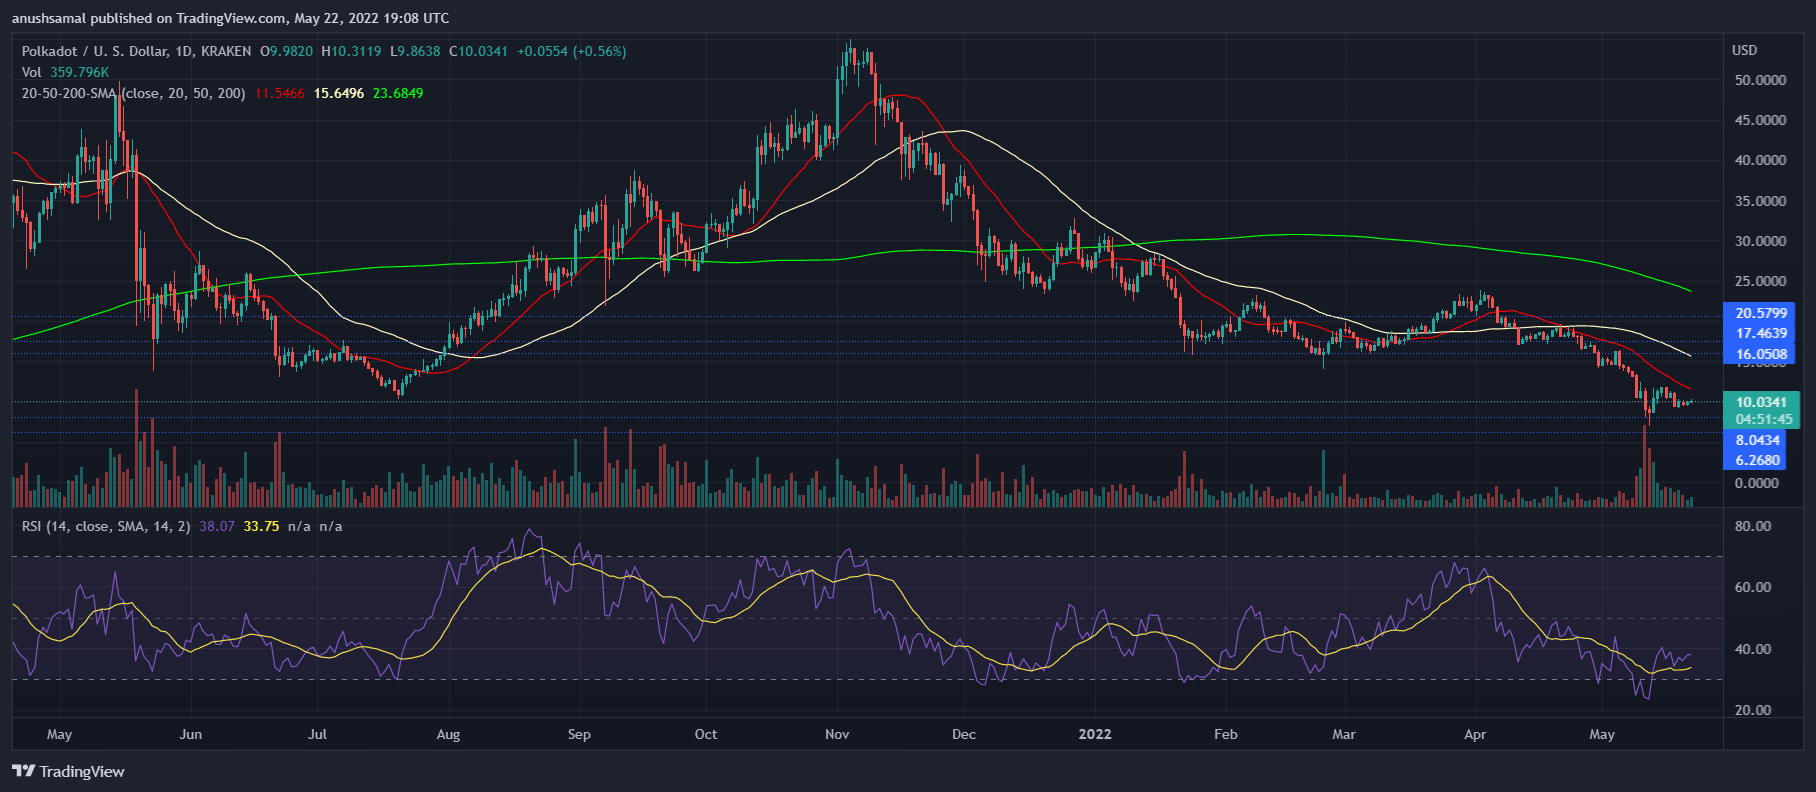 anushsamal published on TradingView.com, May 22, 2022 19:08 UTC
Polkadot / U. S. Dollar, 1D, KRAKEN O9.9820 H10.3119 L9.8638 C10.0341 +0.0554 (+0.56%)
USD
Vol 359.796K
20-50-200-SMA (close, 20, 50, 200) 11.5466 15.6496 23.6849
50.0000
45.0000
40.0000
35.0000
30.0000
25.0000
20.5799
17.4639
16.0508
15.0000
10.0341
04:51:45
8.0434
6.2680
0.0000
RSI (14, close, SMA, 14, 2) 38.07 33.75 n/a n/a
80.00
60.00
40.00
20.00
May Jun Jul Aug Sep Oct Nov Dec 2022 Feb Mar Apr May
TradingView